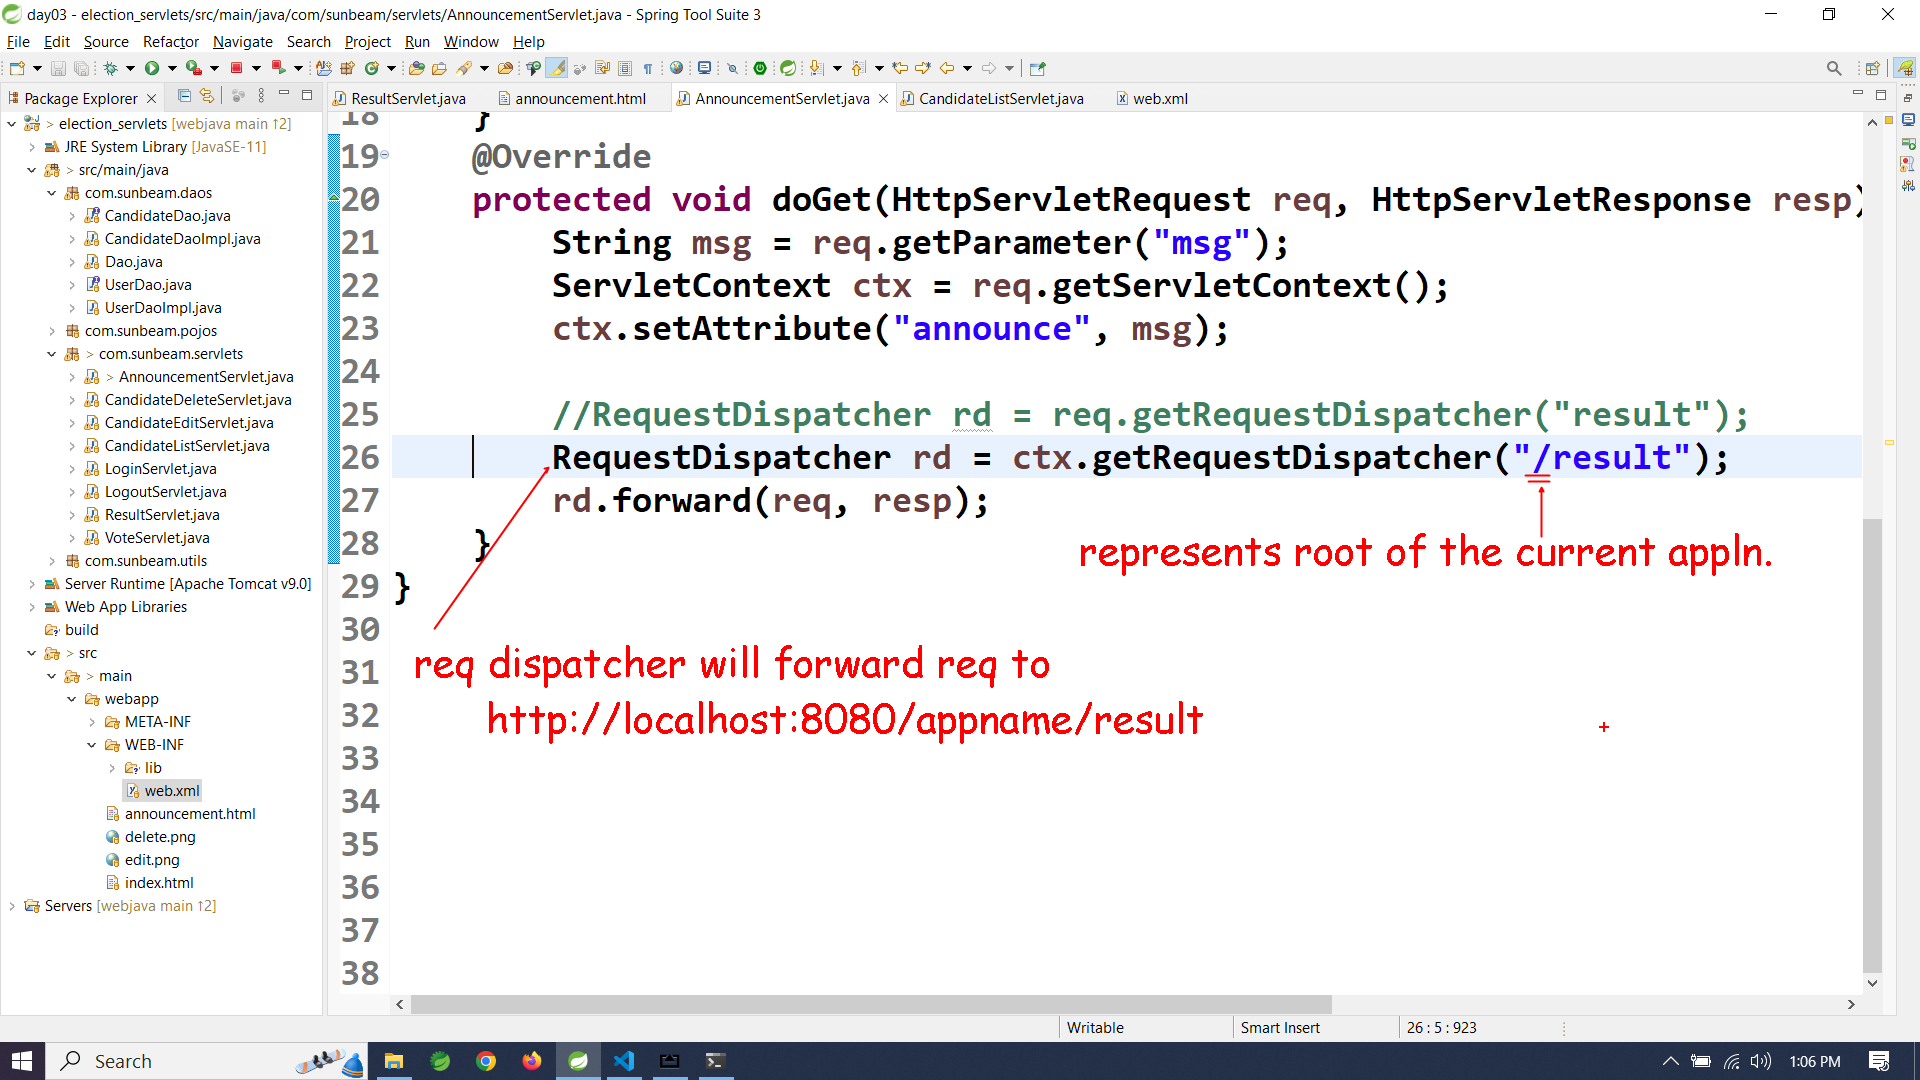 day03 - election_servlets/src/main/java/com/sunbeam/servlets/AnnouncementServlet.java - Spring Tool Suite 3
File Edit Source Refactor Navigate Search Project Run Window Help
Package Explorer
ResultServlet.java announcement.html AnnouncementServlet.java CandidateListServlet.java web.xml
> election_servlets [webjava main ↑2]
JRE System Library [JavaSE-11]
> src/main/java
com.sunbeam.daos
CandidateDao.java
CandidateDaoImpl.java
Dao.java
UserDao.java
UserDaoImpl.java
com.sunbeam.pojos
> com.sunbeam.servlets
> AnnouncementServlet.java
CandidateDeleteServlet.java
CandidateEditServlet.java
CandidateListServlet.java
LoginServlet.java
LogoutServlet.java
ResultServlet.java
VoteServlet.java
com.sunbeam.utils
Server Runtime [Apache Tomcat v9.0]
Web App Libraries
build
> src
> main
webapp
META-INF
WEB-INF
lib
web.xml
announcement.html
delete.png
edit.png
index.html
Servers [webjava main ↑2]
18 }
19 @Override
20 protected void doGet(HttpServletRequest req, HttpServletResponse resp)
21 String msg = req.getParameter("msg");
22 ServletContext ctx = req.getServletContext();
23 ctx.setAttribute("announce", msg);
24
25 //RequestDispatcher rd = req.getRequestDispatcher("result");
26 RequestDispatcher rd = ctx.getRequestDispatcher("/result");
27 rd.forward(req, resp);
28 }
represents root of the current appln.
29 }
30
31
req dispatcher will forward req to
32
http://localhost:8080/appname/result
33
34
35
36
37
38
Writable Smart Insert 26 : 5 : 923
Search
1:06 PM